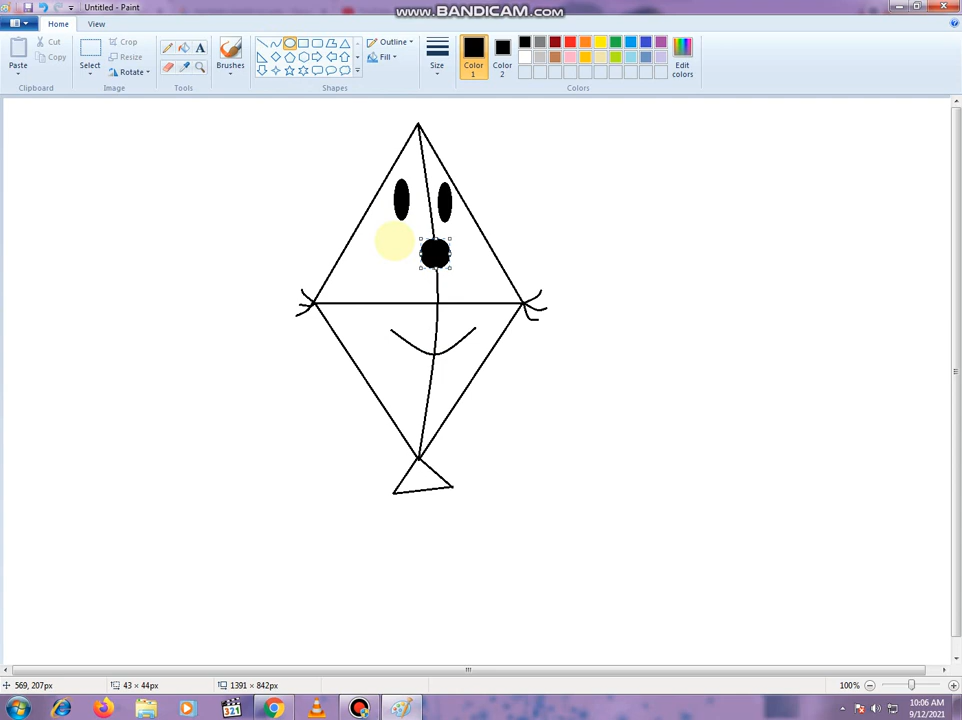 www.BANDICAM.com
Untitled - Paint
Home View
Cut Crop Outline Edit colors
Copy Resize Fill
Paste Select Rotate Brushes Size Color 1 Color 2
Clipboard Image Tools Shapes Colors
569, 207px 43 × 44px 1391 × 842px 100%
321 10:06 AM
9/12/2021